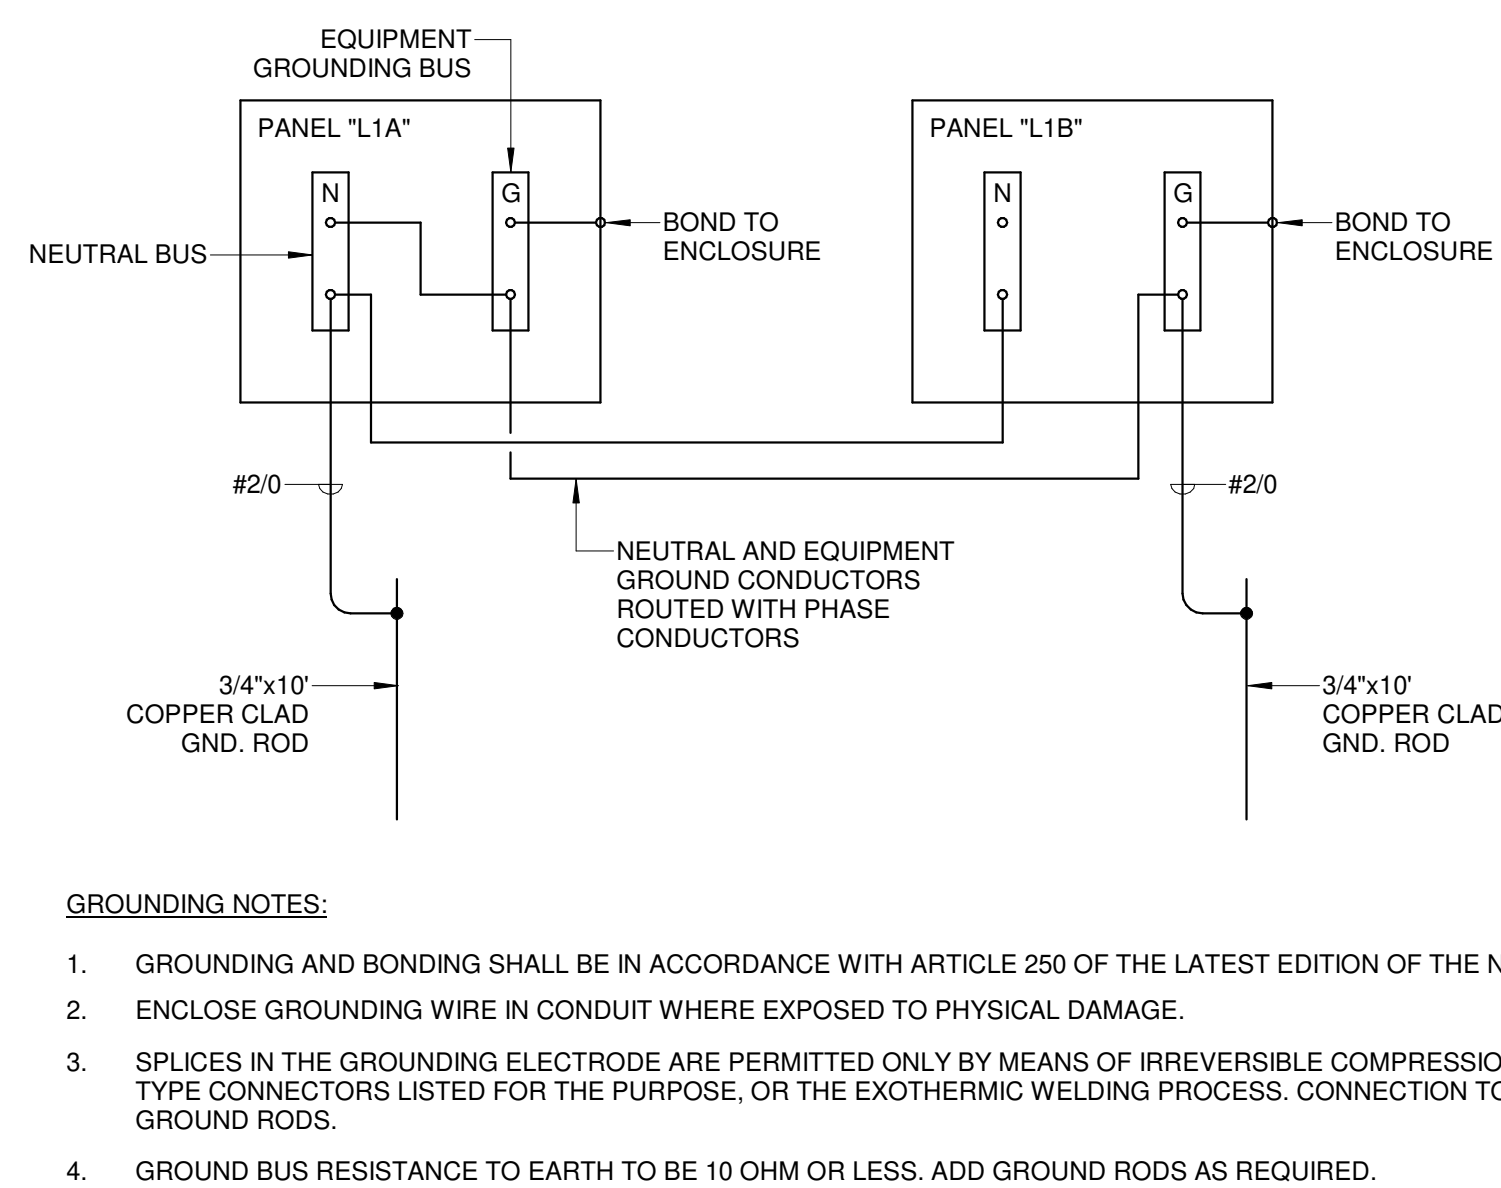 EQUIPMENT
GROUNDING BUS
PANEL "L1A"
PANEL "L1B"
N
G
N
G
NEUTRAL BUS
BOND TO
ENCLOSURE
BOND TO
ENCLOSURE
#2/0
#2/0
NEUTRAL AND EQUIPMENT
GROUND CONDUCTORS
ROUTED WITH PHASE
CONDUCTORS
3/4"x10'
COPPER CLAD
GND. ROD
3/4"x10'
COPPER CLAD
GND. ROD
GROUNDING NOTES:
1. GROUNDING AND BONDING SHALL BE IN ACCORDANCE WITH ARTICLE 250 OF THE LATEST EDITION OF THE
2. ENCLOSE GROUNDING WIRE IN CONDUIT WHERE EXPOSED TO PHYSICAL DAMAGE.
3. SPLICES IN THE GROUNDING ELECTRODE ARE PERMITTED ONLY BY MEANS OF IRREVERSIBLE COMPRESSIO
TYPE CONNECTORS LISTED FOR THE PURPOSE, OR THE EXOTHERMIC WELDING PROCESS. CONNECTION TO
GROUND RODS.
4. GROUND BUS RESISTANCE TO EARTH TO BE 10 OHM OR LESS. ADD GROUND RODS AS REQUIRED.